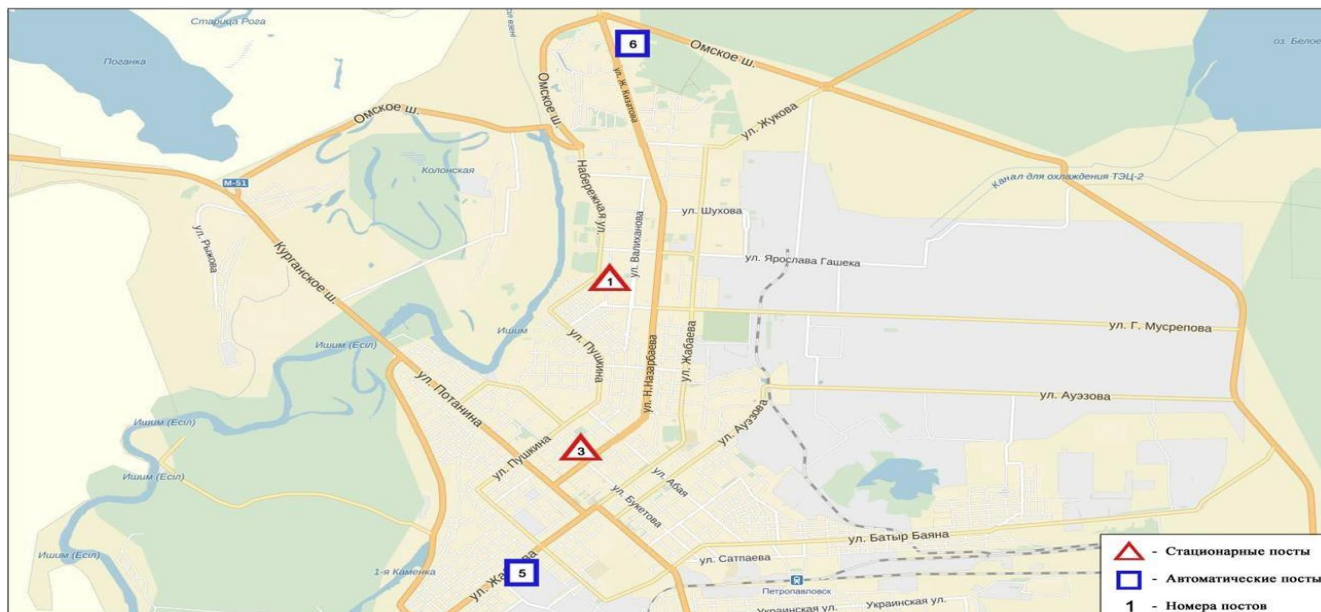 Старица Рога
Поганка
6
Омское ш.
оз. Белое
Омское ш.
ул. Ж. Кизатова
Омское ш.
ул. Жукова
Колонская
М-51
Канал для охлаждения ТЭЦ-2
Набережная ул.
ул. Шухова
ул. Рыжова
ул. Валиханова
Курганское ш.
ул. Ярослава Гашека
1
Ишим
ул. Г. Мусрепова
Ишим (Есіл)
ул. Пушкина
ул. Жабаева
ул. Н.Назарбаева
ул. Потанина
ул. Ауэзова
Ишим (Есіл)
ул. Ауэзова
ул. Пушкина
3
Ишим (Есіл)
ул. Абая
ул. Букетова
ул. Батыр Баяна
Ишим (Есіл)
ул. Сатпаева
1-я Каменка
5
Петропавловск
Украинская ул.
Украинская ул.
- Стационарные посты
- Автоматические посты
1 - Номера постов